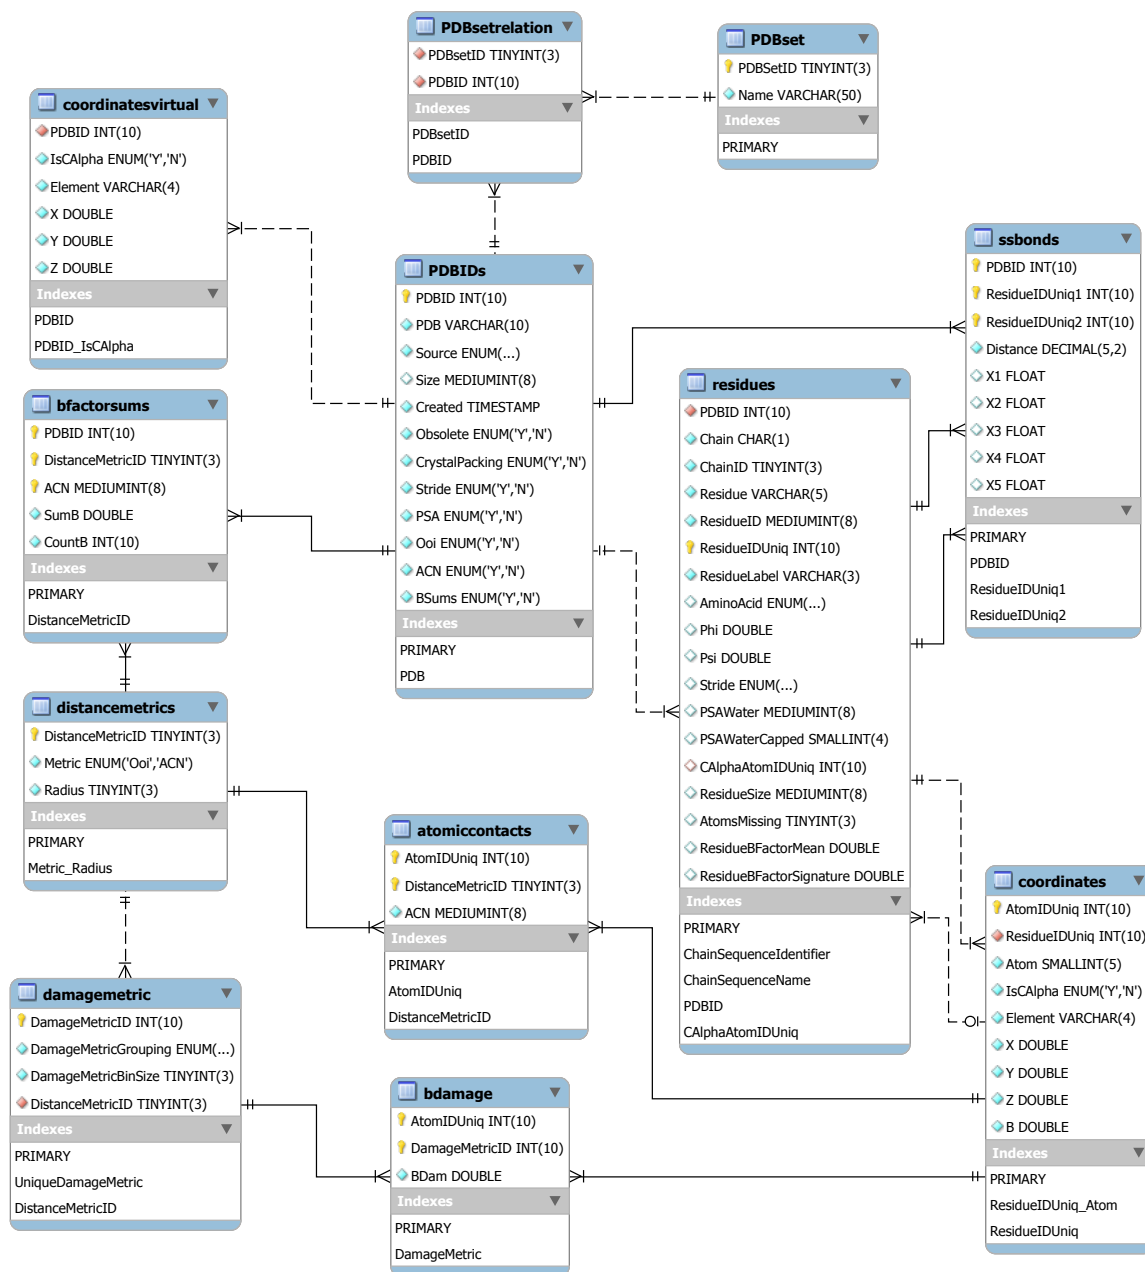 PDBsetrelation
PDBsetID TINYINT(3)
PDBID INT(10)
Indexes
PDBsetID
PDBID
PDBset
PDBSetID TINYINT(3)
Name VARCHAR(50)
Indexes
PRIMARY
coordinatesvirtual
PDBID INT(10)
IsCAlpha ENUM('Y','N')
Element VARCHAR(4)
X DOUBLE
Y DOUBLE
Z DOUBLE
Indexes
PDBID
PDBID_IsCAlpha
PDBIDs
PDBID INT(10)
PDB VARCHAR(10)
Source ENUM(...)
Size MEDIUMINT(8)
Created TIMESTAMP
Obsolete ENUM('Y','N')
CrystalPacking ENUM('Y','N')
Stride ENUM('Y','N')
PSA ENUM('Y','N')
Ooi ENUM('Y','N')
ACN ENUM('Y','N')
BSums ENUM('Y','N')
Indexes
PRIMARY
PDB
ssbonds
PDBID INT(10)
ResidueIDUniq1 INT(10)
ResidueIDUniq2 INT(10)
Distance DECIMAL(5,2)
X1 FLOAT
X2 FLOAT
X3 FLOAT
X4 FLOAT
X5 FLOAT
Indexes
PRIMARY
PDBID
ResidueIDUniq1
ResidueIDUniq2
bfactorsums
PDBID INT(10)
DistanceMetricID TINYINT(3)
ACN MEDIUMINT(8)
SumB DOUBLE
CountB INT(10)
Indexes
PRIMARY
DistanceMetricID
residues
PDBID INT(10)
Chain CHAR(1)
ChainID TINYINT(3)
Residue VARCHAR(5)
ResidueID MEDIUMINT(8)
ResidueIDUniq INT(10)
ResidueLabel VARCHAR(3)
AminoAcid ENUM(...)
Phi DOUBLE
Psi DOUBLE
Stride ENUM(...)
PSAWater MEDIUMINT(8)
PSAWaterCapped SMALLINT(4)
CAlphaAtomIDUniq INT(10)
ResidueSize MEDIUMINT(8)
AtomsMissing TINYINT(3)
ResidueBFactorMean DOUBLE
ResidueBFactorSignature DOUBLE
Indexes
PRIMARY
ChainSequenceIdentifier
ChainSequenceName
PDBID
CAlphaAtomIDUniq
distancemetrics
DistanceMetricID TINYINT(3)
Metric ENUM('Ooi','ACN')
Radius TINYINT(3)
Indexes
PRIMARY
Metric_Radius
atomiccontacts
AtomIDUniq INT(10)
DistanceMetricID TINYINT(3)
ACN MEDIUMINT(8)
Indexes
PRIMARY
AtomIDUniq
DistanceMetricID
coordinates
AtomIDUniq INT(10)
ResidueIDUniq INT(10)
Atom SMALLINT(5)
IsCAlpha ENUM('Y','N')
Element VARCHAR(4)
X DOUBLE
Y DOUBLE
Z DOUBLE
B DOUBLE
Indexes
PRIMARY
ResidueIDUniq_Atom
ResidueIDUniq
damagemetric
DamageMetricID INT(10)
DamageMetricGrouping ENUM(...)
DamageMetricBinSize TINYINT(3)
DistanceMetricID TINYINT(3)
Indexes
PRIMARY
UniqueDamageMetric
DistanceMetricID
bdamage
AtomIDUniq INT(10)
DamageMetricID INT(10)
BDam DOUBLE
Indexes
PRIMARY
DamageMetric